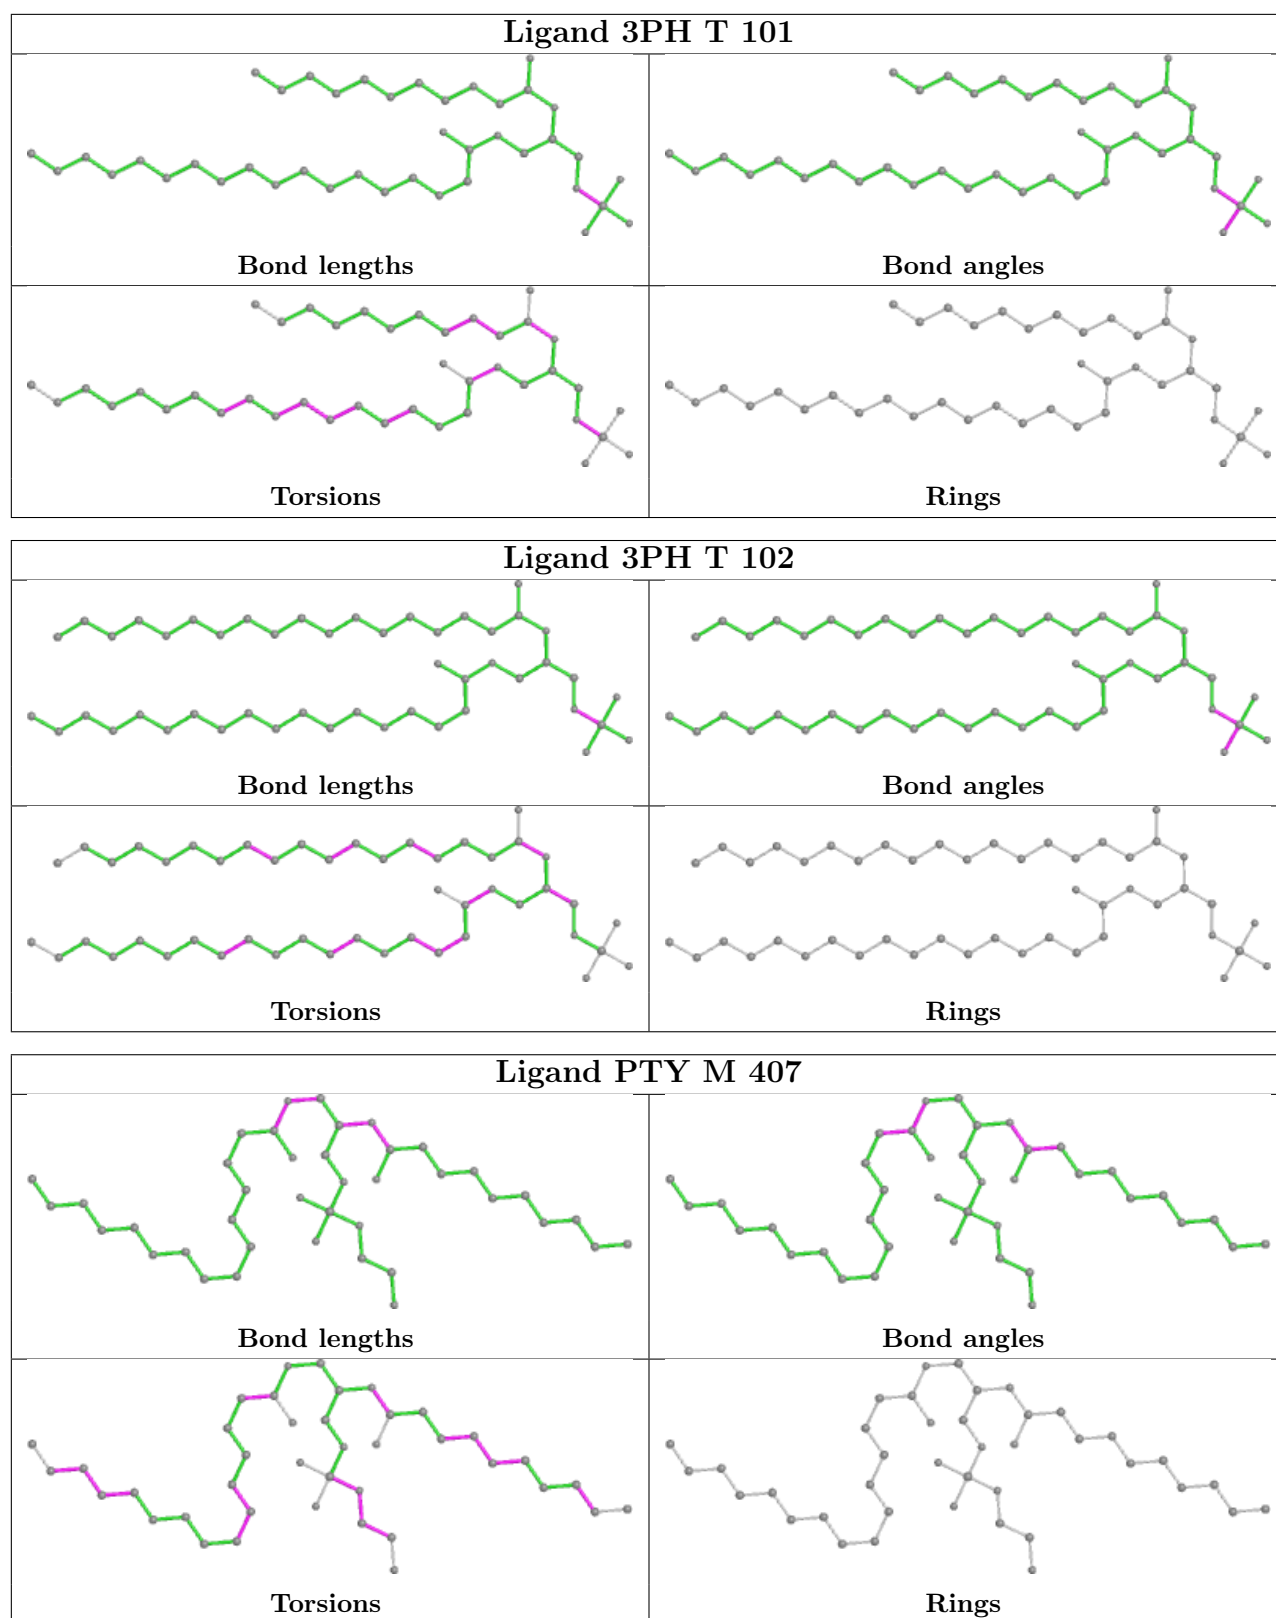 Ligand 3PH T 101
Bond lengths
Bond angles
Torsions
Rings
Ligand 3PH T 102
Bond lengths
Bond angles
Torsions
Rings
Ligand PTY M 407
Bond lengths
Bond angles
Torsions
Rings